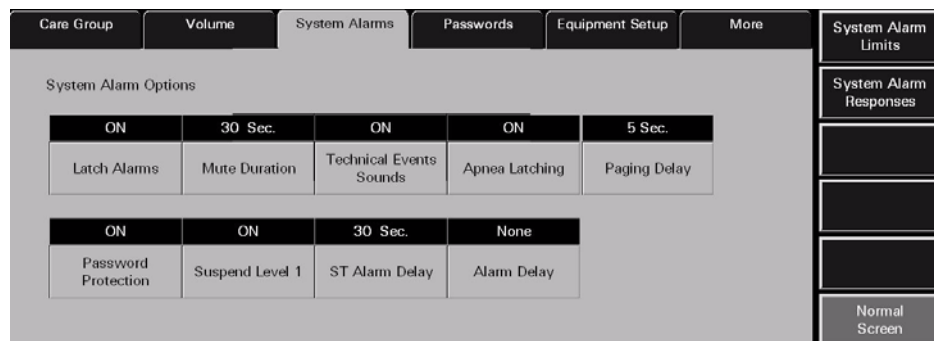 Care Group
Volume
System Alarms
Passwords
Equipment Setup
More
System Alarm
Limits
System Alarm
Responses
System Alarm Options
ON
30 Sec.
ON
ON
5 Sec.
Latch Alarms
Mute Duration
Technical Events
Sounds
Apnea Latching
Paging Delay
ON
ON
30 Sec.
None
Password
Protection
Suspend Level 1
ST Alarm Delay
Alarm Delay
Normal
Screen